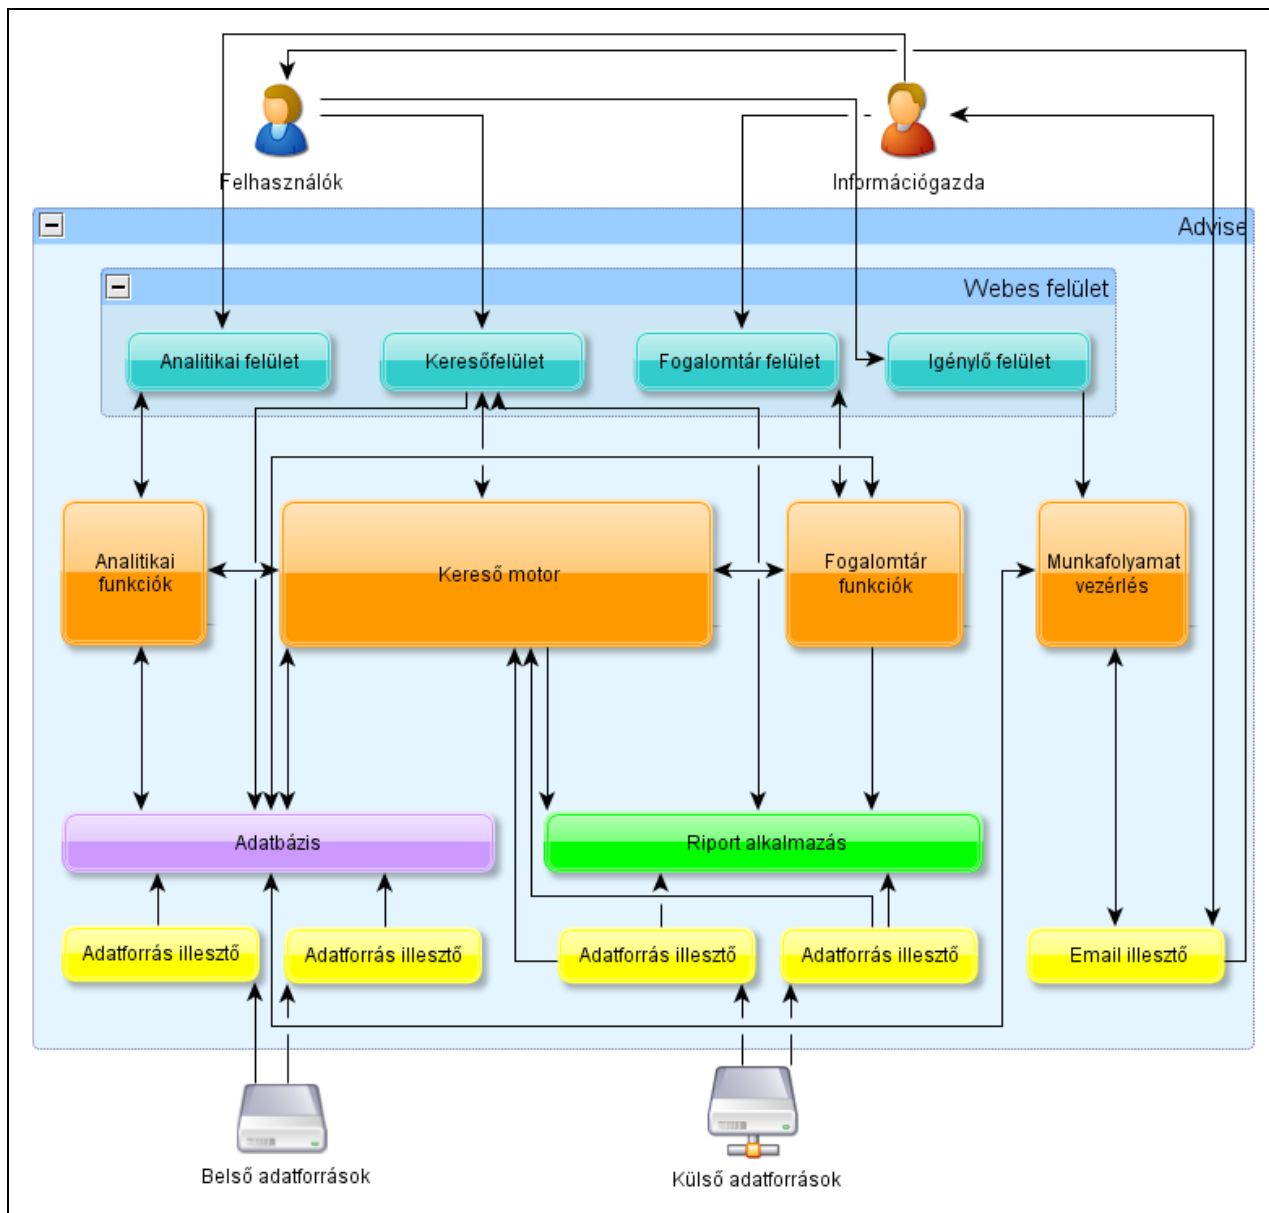 Felhasználók
Információgazda
Advise
Webes felület
Analitikai felület
Keresőfelület
Fogalomtár felület
Igénylő felület
Analitikai
funkciók
Kereső motor
Fogalomtár
funkciók
Munkafolyamat
vezérlés
Adatbázis
Riport alkalmazás
Adatforrás illesztő
Adatforrás illesztő
Adatforrás illesztő
Adatforrás illesztő
Email illesztő
Belső adatforrások
Külső adatforrások